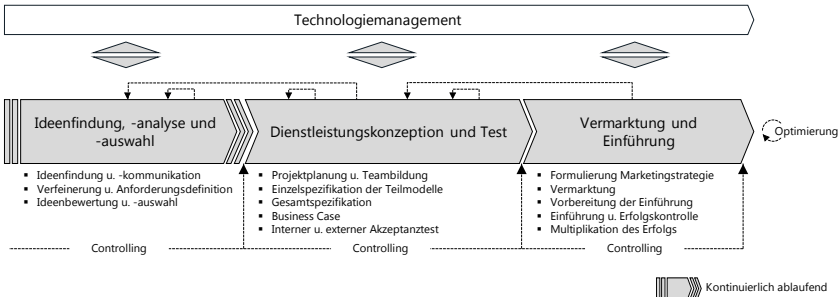 Technologiemanagement
Ideenfindung, -analyse und
-auswahl
Dienstleistungskonzeption und Test
Vermarktung und
Einführung
Optimierung
▪ Ideenfindung u. -kommunikation
▪ Verfeinerung u. Anforderungsdefinition
▪ Ideenbewertung u. -auswahl
▪ Projektplanung u. Teambildung
▪ Einzelspezifikation der Teilmodelle
▪ Gesamtspezifikation
▪ Business Case
▪ Interner u. externer Akzeptanztest
▪ Formulierung Marketingstrategie
▪ Vermarktung
▪ Vorbereitung der Einführung
▪ Einführung u. Erfolgskontrolle
▪ Multiplikation des Erfolgs
Controlling
Controlling
Controlling
Kontinuierlich ablaufend